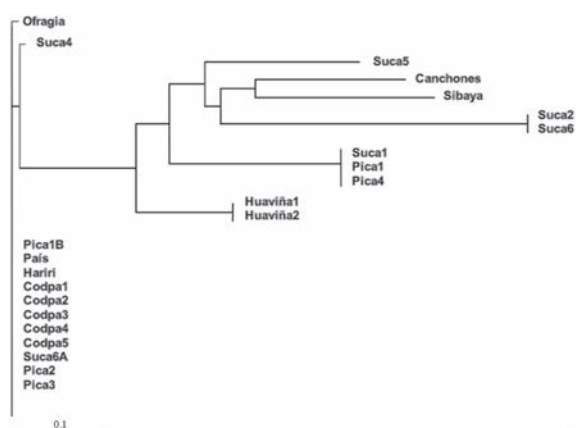 Ofragia
Suca4
Suca5
Canchones
Sibaya
Suca2
Suca6
Suca1
Pica1
Pica4
Huaviña1
Huaviña2
Pica1B
País
Hariri
Codpa1
Codpa2
Codpa3
Codpa4
Codpa5
Suca6A
Pica2
Pica3
0.1